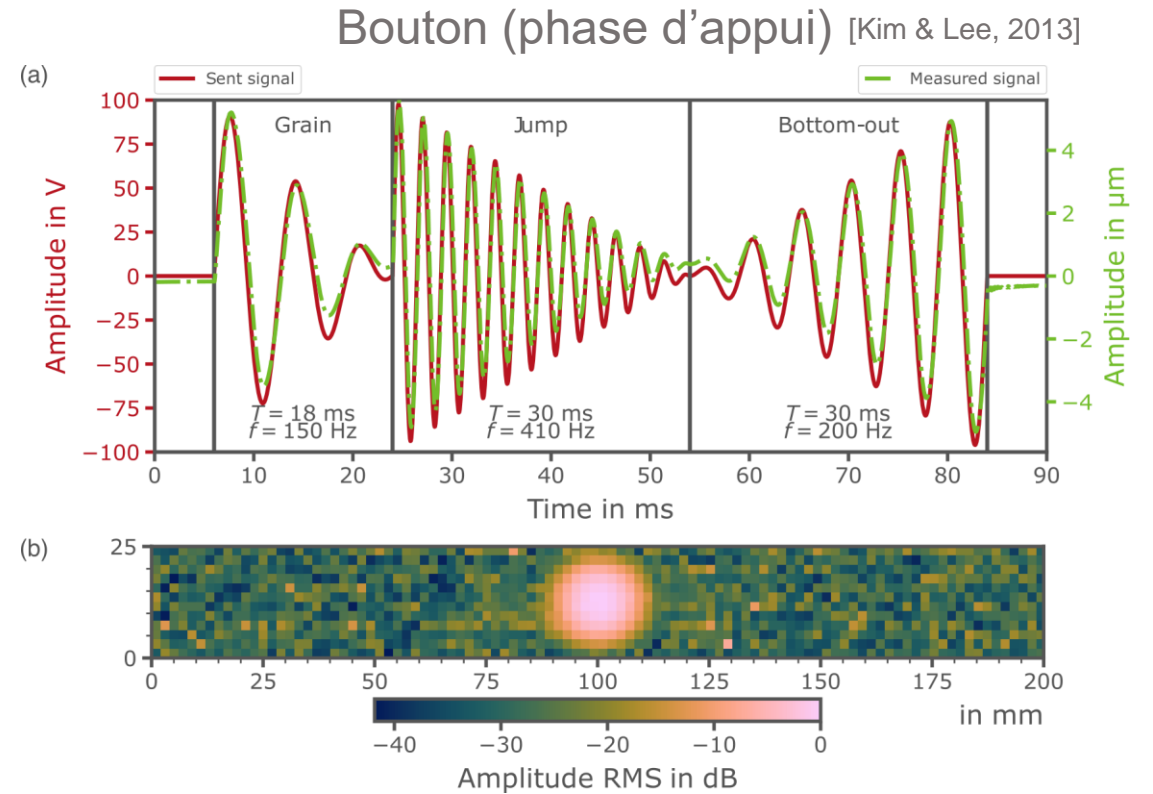 Bouton (phase d’appui) [Kim & Lee, 2013]
(a)
Sent signal
Measured signal
Grain
Jump
Bottom-out
100
75
50
25
0
−25
−50
−75
−100
Amplitude in V
4
2
0
−2
−4
Amplitude in μm
T = 18 ms
f = 150 Hz
T = 30 ms
f = 410 Hz
T = 30 ms
f = 200 Hz
0 10 20 30 40 50 60 70 80 90
Time in ms
(b)
25
0
0 25 50 75 100 125 150 175 200
in mm
−40 −30 −20 −10 0
Amplitude RMS in dB